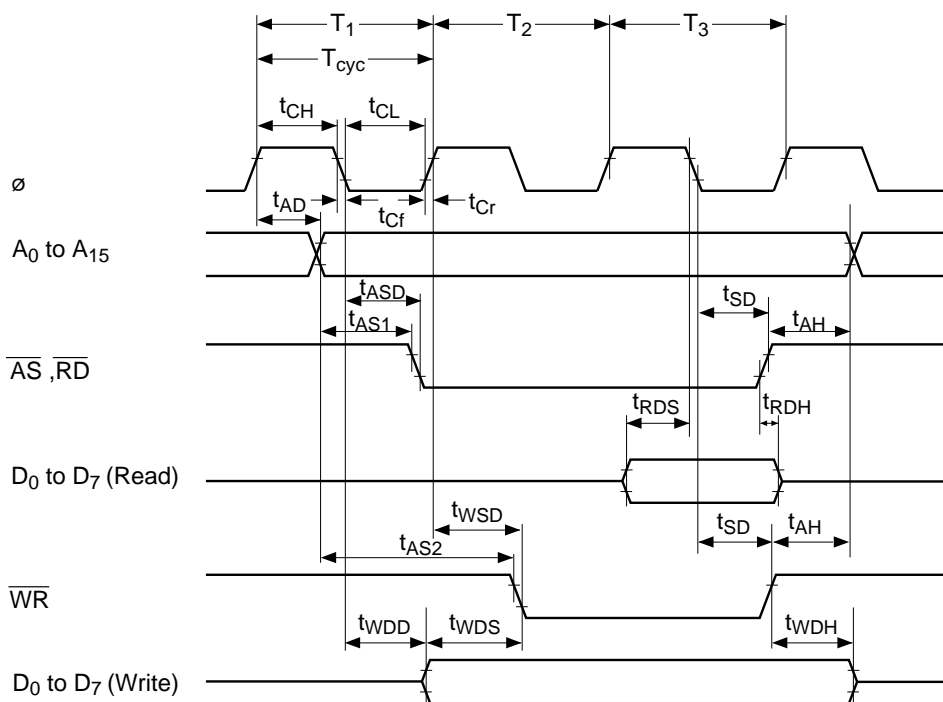 T1 T2 T3
Tcyc
tCH tCL
ø
tAD tCf tCr
A0 to A15
tASD tSD
tAS1 tAH
AS ,RD
tRDS tRDH
D0 to D7 (Read)
tWSD tSD tAH
tAS2
WR
tWDD tWDS tWDH
D0 to D7 (Write)